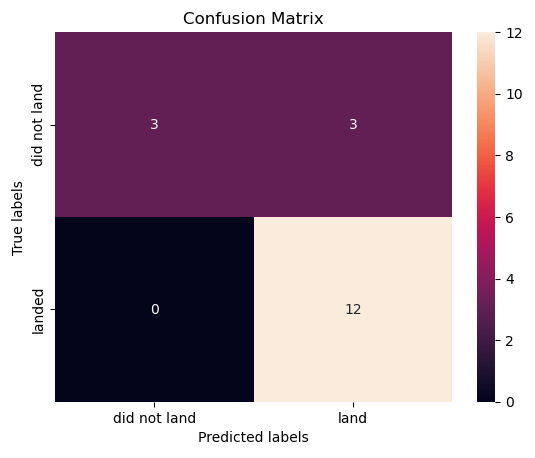 Confusion Matrix
True labels
did not land
landed
3
3
0
12
did not land
land
Predicted labels
12
10
8
6
4
2
0